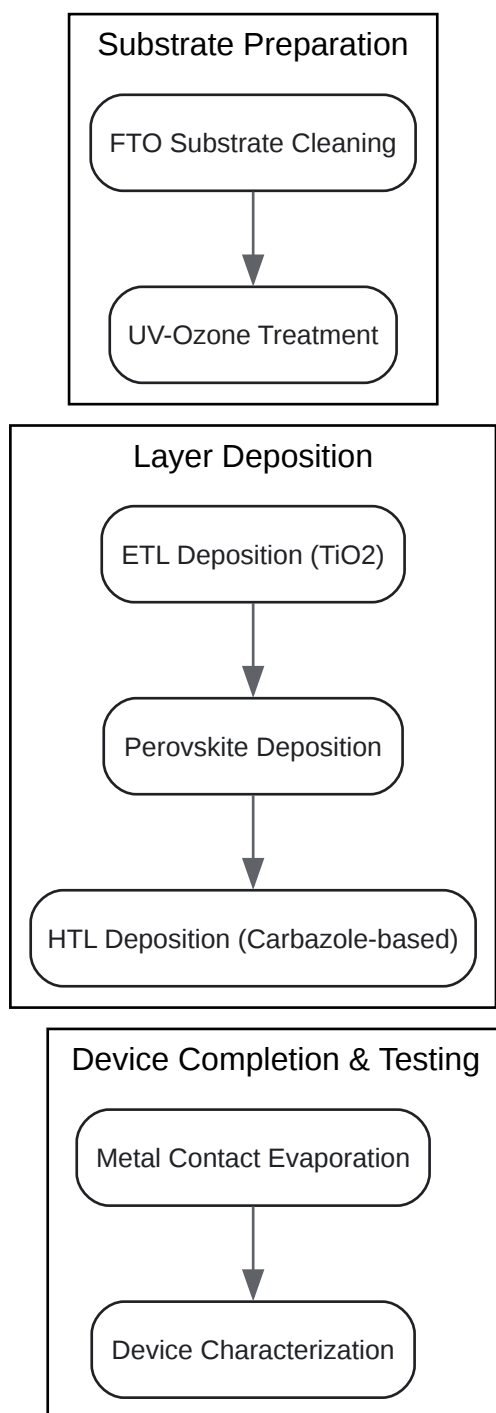 Substrate Preparation
FTO Substrate Cleaning
UV-Ozone Treatment
Layer Deposition
ETL Deposition (TiO2)
Perovskite Deposition
HTL Deposition (Carbazole-based)
Device Completion & Testing
Metal Contact Evaporation
Device Characterization